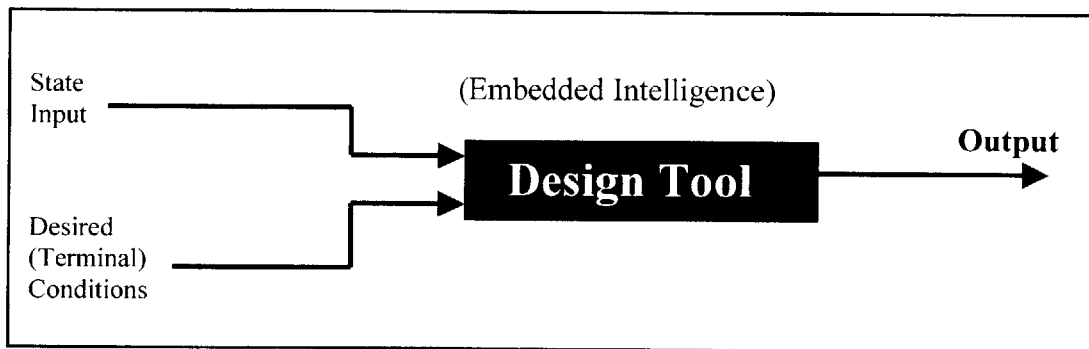 State
Input
(Embedded Intelligence)
Design Tool
Output
Desired
(Terminal)
Conditions